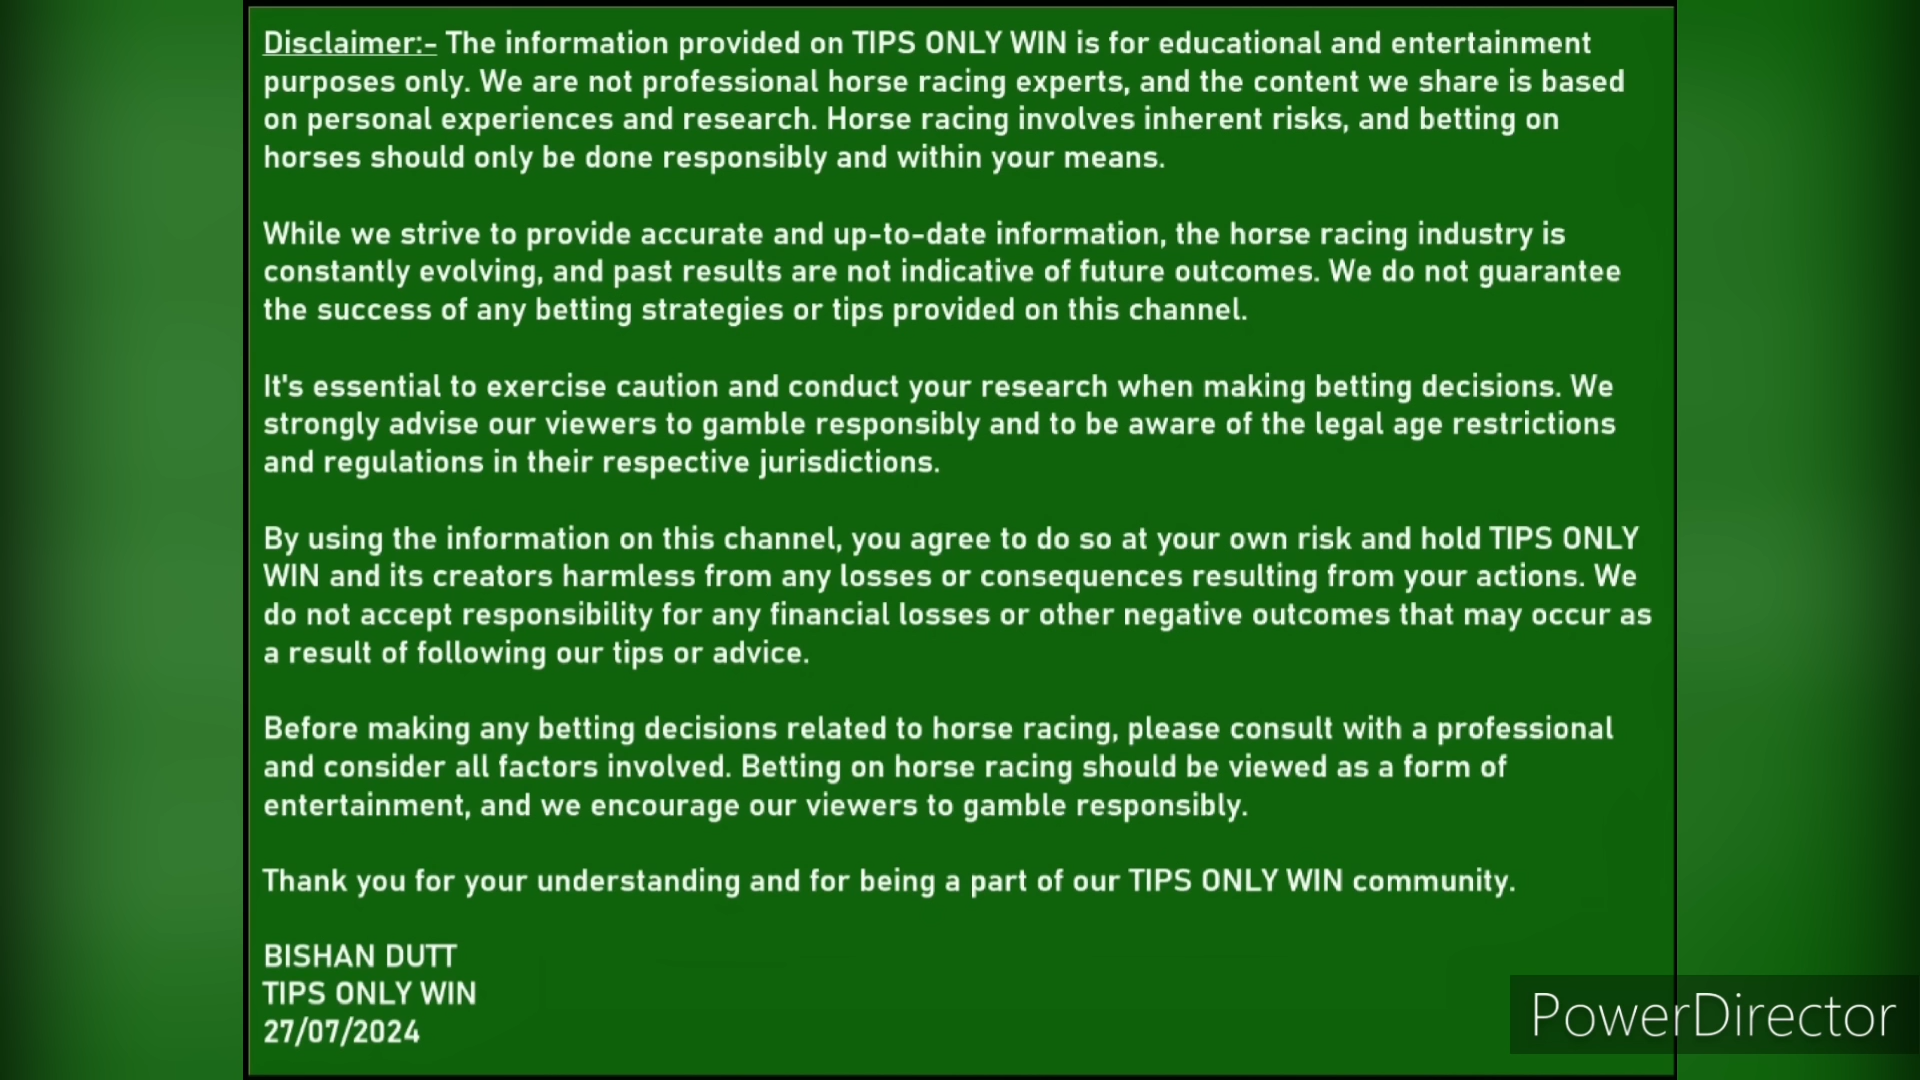 Disclaimer:- The information provided on TIPS ONLY WIN is for educational and entertainment
purposes only. We are not professional horse racing experts, and the content we share is based
on personal experiences and research. Horse racing involves inherent risks, and betting on
horses should only be done responsibly and within your means.
While we strive to provide accurate and up-to-date information, the horse racing industry is
constantly evolving, and past results are not indicative of future outcomes. We do not guarantee
the success of any betting strategies or tips provided on this channel.
It's essential to exercise caution and conduct your research when making betting decisions. We
strongly advise our viewers to gamble responsibly and to be aware of the legal age restrictions
and regulations in their respective jurisdictions.
By using the information on this channel, you agree to do so at your own risk and hold TIPS ONLY
WIN and its creators harmless from any losses or consequences resulting from your actions. We
do not accept responsibility for any financial losses or other negative outcomes that may occur as
a result of following our tips or advice.
Before making any betting decisions related to horse racing, please consult with a professional
and consider all factors involved. Betting on horse racing should be viewed as a form of
entertainment, and we encourage our viewers to gamble responsibly.
Thank you for your understanding and for being a part of our TIPS ONLY WIN community.
BISHAN DUTT
TIPS ONLY WIN
27/07/2024
PowerDirector